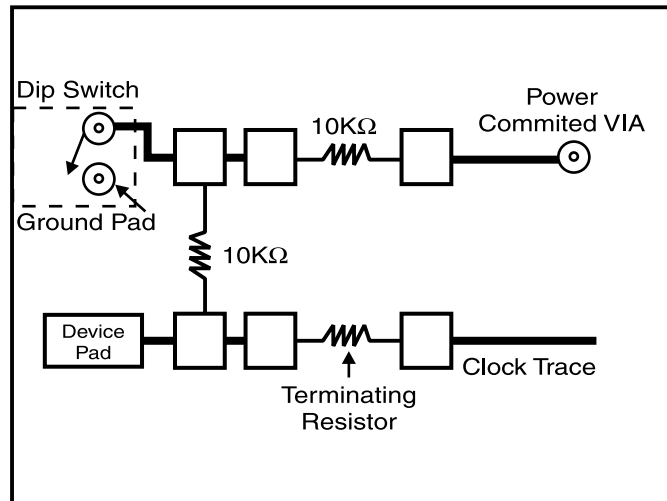 Dip Switch
Power
Commited VIA
10KΩ
Ground Pad
10KΩ
Device
Pad
Clock Trace
Terminating
Resistor